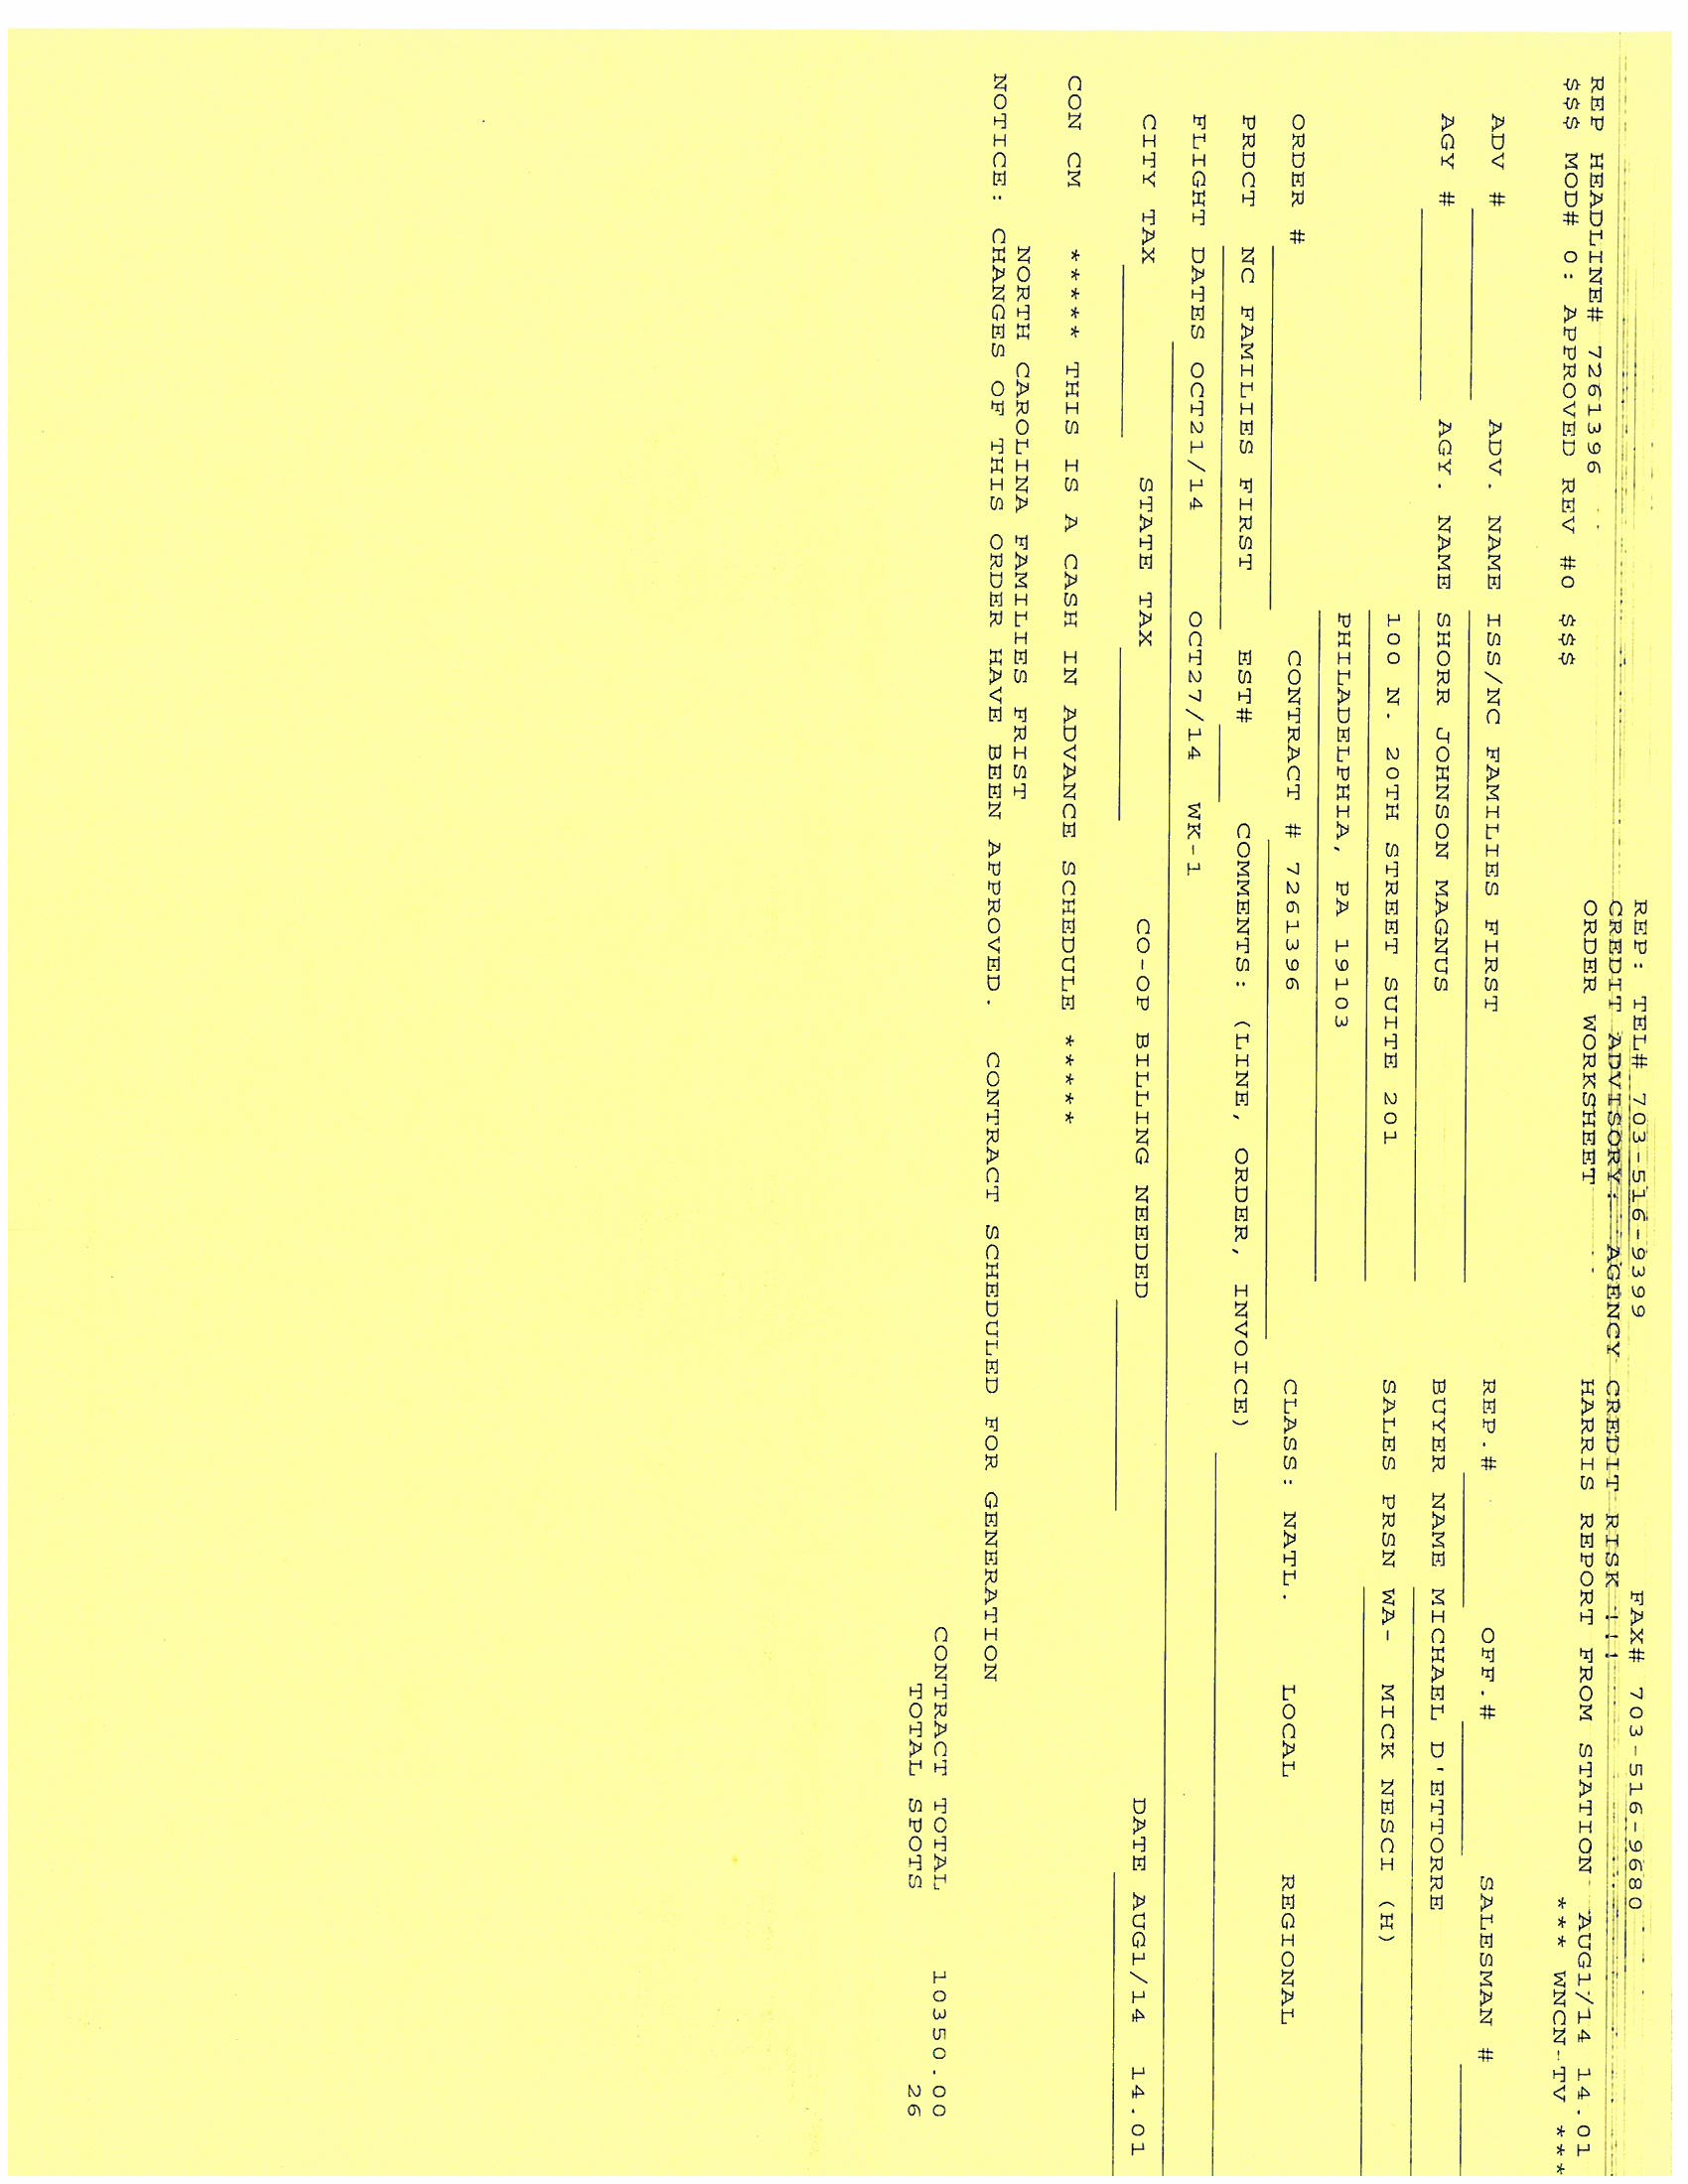 REP: TEL# 703-516-9399 FAX# 703-516-9680
CREDIT ADVISORY: AGENCY CREDIT RISK !!!
REP HEADLINE# 7261396 ORDER WORKSHEET HARRIS REPORT FROM STATION AUG1/14 14.01
$$$ MOD# 0: APPROVED REV #0 $$$ *** WNCN-TV ***
ADV # ADV. NAME ISS/NC FAMILIES FIRST REP.# OFF.# SALESMAN #
AGY # AGY. NAME SHORR JOHNSON MAGNUS BUYER NAME MICHAEL D'ETTORRE
100 N. 20TH STREET SUITE 201 SALES PRSN WA- MICK NESCI (H)
PHILADELPHIA, PA 19103
ORDER # CONTRACT # 7261396 CLASS: NATL. LOCAL REGIONAL
PRDCT NC FAMILIES FIRST EST# COMMENTS: (LINE, ORDER, INVOICE)
FLIGHT DATES OCT21/14 OCT27/14 WK-1
CITY TAX STATE TAX CO-OP BILLING NEEDED DATE AUG1/14 14.01
CON CM ***** THIS IS A CASH IN ADVANCE SCHEDULE *****
NORTH CAROLINA FAMILIES FRIST
NOTICE: CHANGES OF THIS ORDER HAVE BEEN APPROVED. CONTRACT SCHEDULED FOR GENERATION
CONTRACT TOTAL 10350.00
TOTAL SPOTS 26